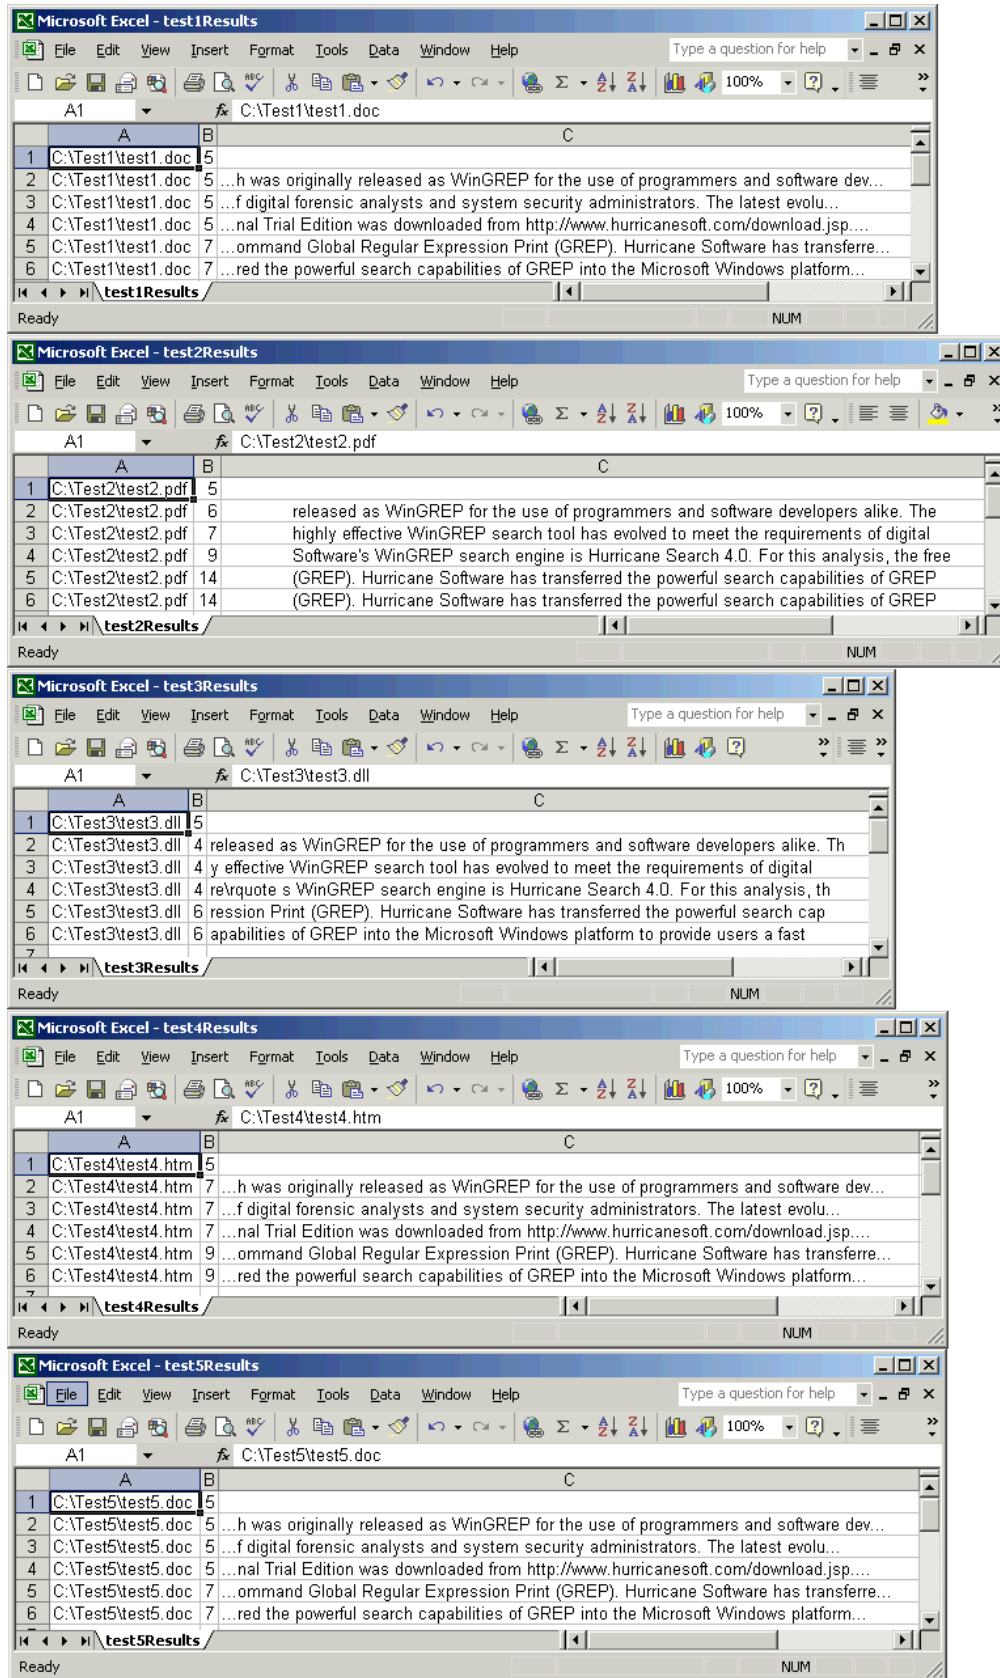 Microsoft Excel - test1Results
File Edit View Insert Format Tools Data Window Help Type a question for help
100%
A1 fx C:\Test1\test1.doc
A B C
1 C:\Test1\test1.doc 5
2 C:\Test1\test1.doc 5 ...h was originally released as WinGREP for the use of programmers and software dev...
3 C:\Test1\test1.doc 5 ...f digital forensic analysts and system security administrators. The latest evolu...
4 C:\Test1\test1.doc 5 ...nal Trial Edition was downloaded from http://www.hurricanesoft.com/download.jsp....
5 C:\Test1\test1.doc 7 ...ommand Global Regular Expression Print (GREP). Hurricane Software has transferre...
6 C:\Test1\test1.doc 7 ...red the powerful search capabilities of GREP into the Microsoft Windows platform...
test1Results
Ready NUM
Microsoft Excel - test2Results
File Edit View Insert Format Tools Data Window Help Type a question for help
100%
A1 fx C:\Test2\test2.pdf
A B C
1 C:\Test2\test2.pdf 5
2 C:\Test2\test2.pdf 6 released as WinGREP for the use of programmers and software developers alike. The
3 C:\Test2\test2.pdf 7 highly effective WinGREP search tool has evolved to meet the requirements of digital
4 C:\Test2\test2.pdf 9 Software's WinGREP search engine is Hurricane Search 4.0. For this analysis, the free
5 C:\Test2\test2.pdf 14 (GREP). Hurricane Software has transferred the powerful search capabilities of GREP
6 C:\Test2\test2.pdf 14 (GREP). Hurricane Software has transferred the powerful search capabilities of GREP
test2Results
Ready NUM
Microsoft Excel - test3Results
File Edit View Insert Format Tools Data Window Help Type a question for help
A1 fx C:\Test3\test3.dll
A B C
1 C:\Test3\test3.dll 5
2 C:\Test3\test3.dll 4 released as WinGREP for the use of programmers and software developers alike. Th
3 C:\Test3\test3.dll 4 y effective WinGREP search tool has evolved to meet the requirements of digital
4 C:\Test3\test3.dll 4 re\rquote s WinGREP search engine is Hurricane Search 4.0. For this analysis, th
5 C:\Test3\test3.dll 6 ression Print (GREP). Hurricane Software has transferred the powerful search cap
6 C:\Test3\test3.dll 6 apabilities of GREP into the Microsoft Windows platform to provide users a fast
7
test3Results
Ready NUM
Microsoft Excel - test4Results
File Edit View Insert Format Tools Data Window Help Type a question for help
100%
A1 fx C:\Test4\test4.htm
A B C
1 C:\Test4\test4.htm 5
2 C:\Test4\test4.htm 7 ...h was originally released as WinGREP for the use of programmers and software dev...
3 C:\Test4\test4.htm 7 ...f digital forensic analysts and system security administrators. The latest evolu...
4 C:\Test4\test4.htm 7 ...nal Trial Edition was downloaded from http://www.hurricanesoft.com/download.jsp....
5 C:\Test4\test4.htm 9 ...ommand Global Regular Expression Print (GREP). Hurricane Software has transferre...
6 C:\Test4\test4.htm 9 ...red the powerful search capabilities of GREP into the Microsoft Windows platform...
7
test4Results
Ready NUM
Microsoft Excel - test5Results
File Edit View Insert Format Tools Data Window Help Type a question for help
100%
A1 fx C:\Test5\test5.doc
A B C
1 C:\Test5\test5.doc 5
2 C:\Test5\test5.doc 5 ...h was originally released as WinGREP for the use of programmers and software dev...
3 C:\Test5\test5.doc 5 ...f digital forensic analysts and system security administrators. The latest evolu...
4 C:\Test5\test5.doc 5 ...nal Trial Edition was downloaded from http://www.hurricanesoft.com/download.jsp....
5 C:\Test5\test5.doc 7 ...ommand Global Regular Expression Print (GREP). Hurricane Software has transferre...
6 C:\Test5\test5.doc 7 ...red the powerful search capabilities of GREP into the Microsoft Windows platform...
test5Results
Ready NUM